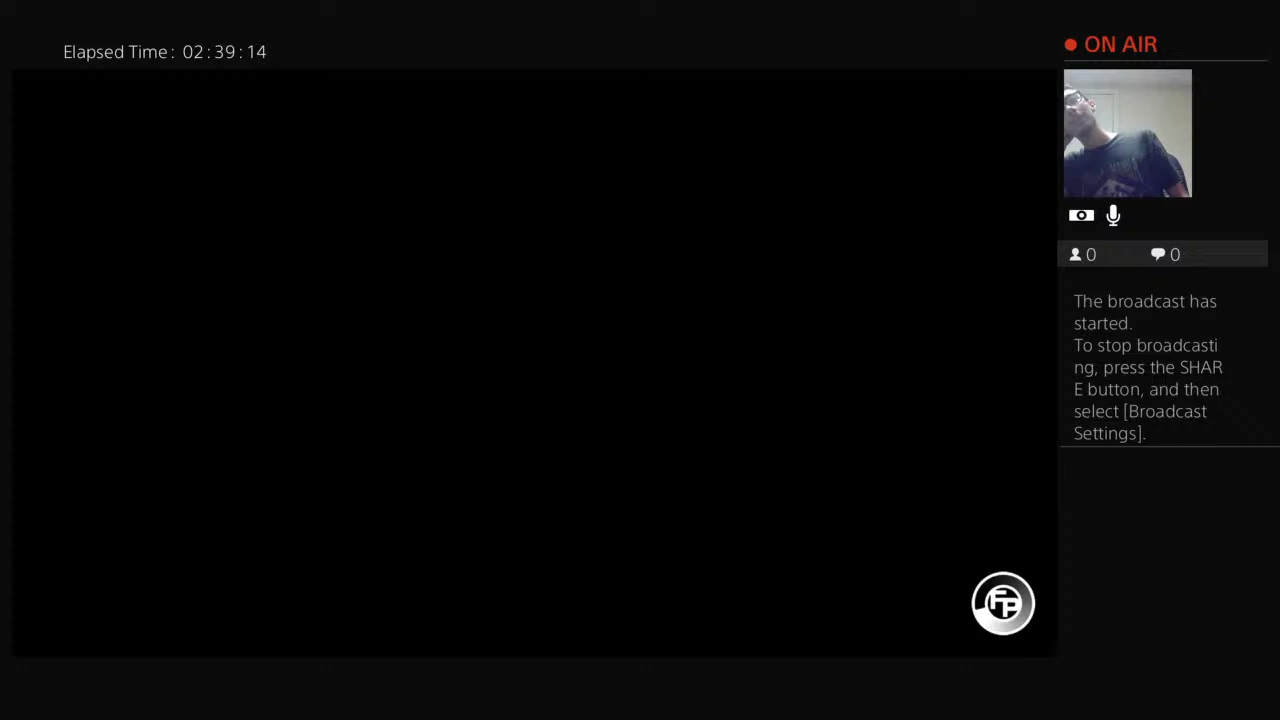 Elapsed Time: 02:39:14
ON AIR
0 0
The broadcast has
started.
To stop broadcasti
ng, press the SHAR
E button, and then
select [Broadcast
Settings].
FP